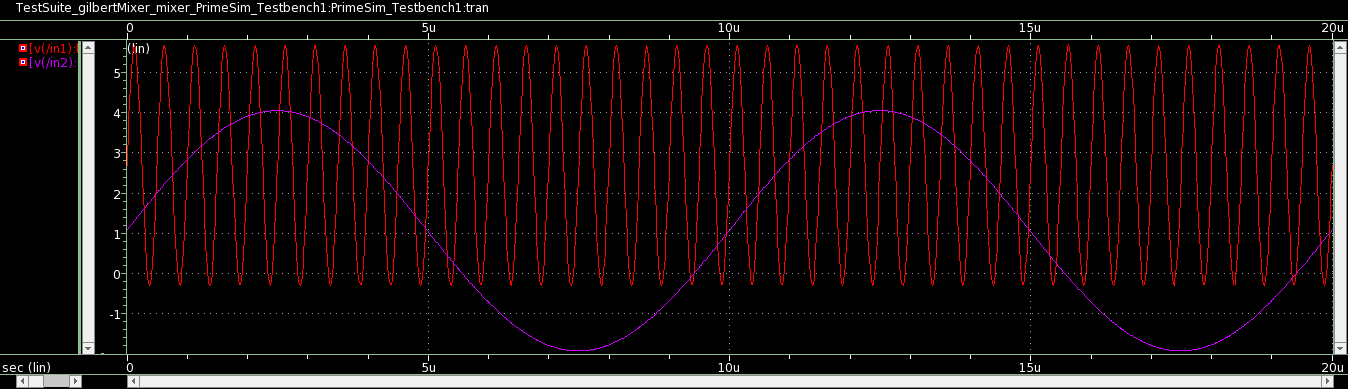 TestSuite_gilbertMixer_mixer_PrimeSim_Testbench1:PrimeSim_Testbench1:tran
0 5u 10u 15u 20u
[v(/in1):
[v(/in2):
(lin)
5
4
3
2
1
0
-1
sec (lin) 0 5u 10u 15u 20u